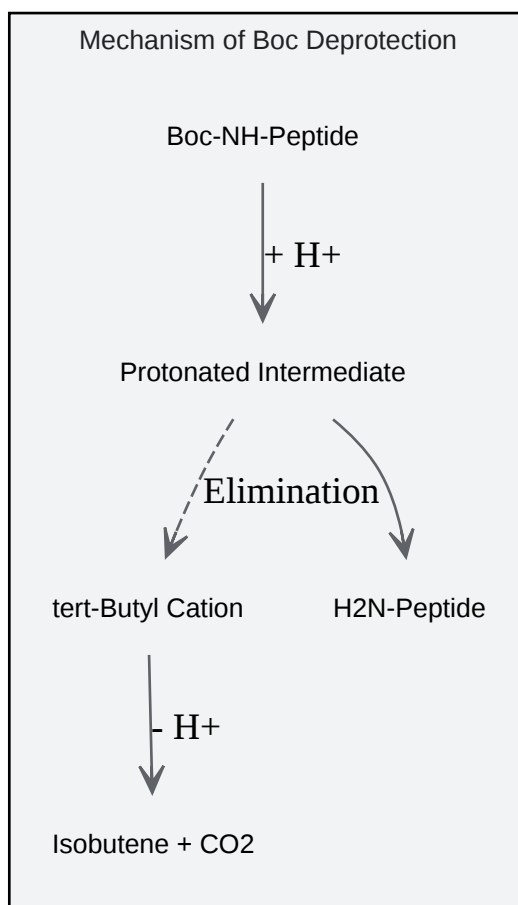 Mechanism of Boc Deprotection
Boc-NH-Peptide
+ H+
Protonated Intermediate
Elimination
tert-Butyl Cation
H2N-Peptide
- H+
Isobutene + CO2